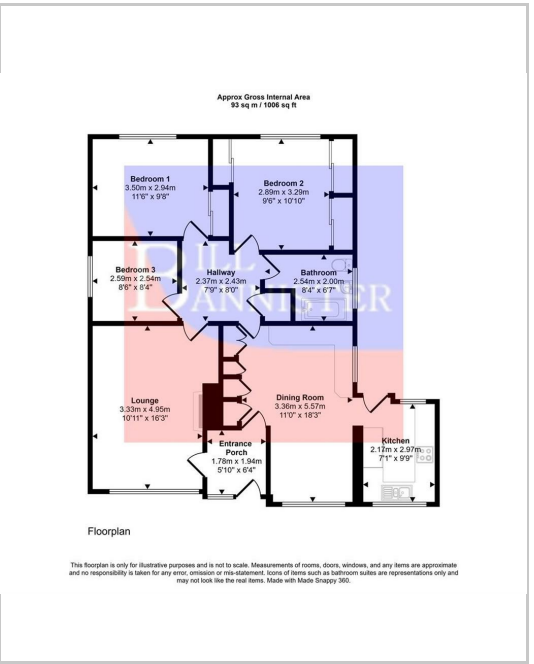 Approx Gross Internal Area
93 sq m / 1006 sq ft
Bedroom 1
3.50m x 2.94m
11'6" x 9'8"
Bedroom 2
2.89m x 3.29m
9'6" x 10'10"
Bedroom 3
2.59m x 2.54m
8'6" x 8'4"
Hallway
2.37m x 2.43m
7'9" x 8'0"
Bathroom
2.54m x 2.00m
8'4" x 6'7"
BILL
BANNISTER
Lounge
3.33m x 4.95m
10'11" x 16'3"
Dining Room
3.36m x 5.57m
11'0" x 18'3"
Entrance
Porch
1.78m x 1.94m
5'10" x 6'4"
Kitchen
2.17m x 2.97m
7'1" x 9'9"
Floorplan
This floorplan is only for illustrative purposes and is not to scale. Measurements of rooms, doors, windows, and any items are approximate
and no responsibility is taken for any error, omission or mis-statement. Icons of items such as bathroom suites are representations only and
may not look like the real items. Made with Made Snappy 360.